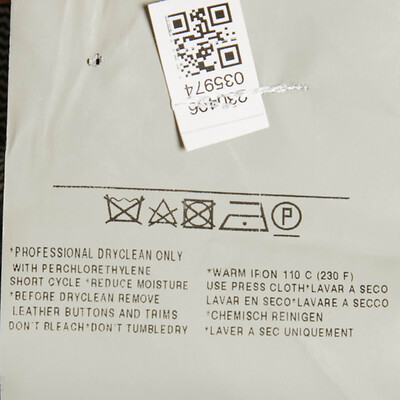 035974
230406
P
*PROFESSIONAL DRYCLEAN ONLY
WITH PERCHLORETHYLENE
SHORT CYCLE *REDUCE MOISTURE
*BEFORE DRYCLEAN REMOVE
LEATHER BUTTONS AND TRIMS
DON'T BLEACH*DON'T TUMBLEDRY
*WARM IRON 110 C (230 F)
USE PRESS CLOTH*LAVAR A SECO
LAVAR EN SECO*LAVARE A SECCO
*CHEMISCH REINIGEN
*LAVER A SEC UNIQUEMENT